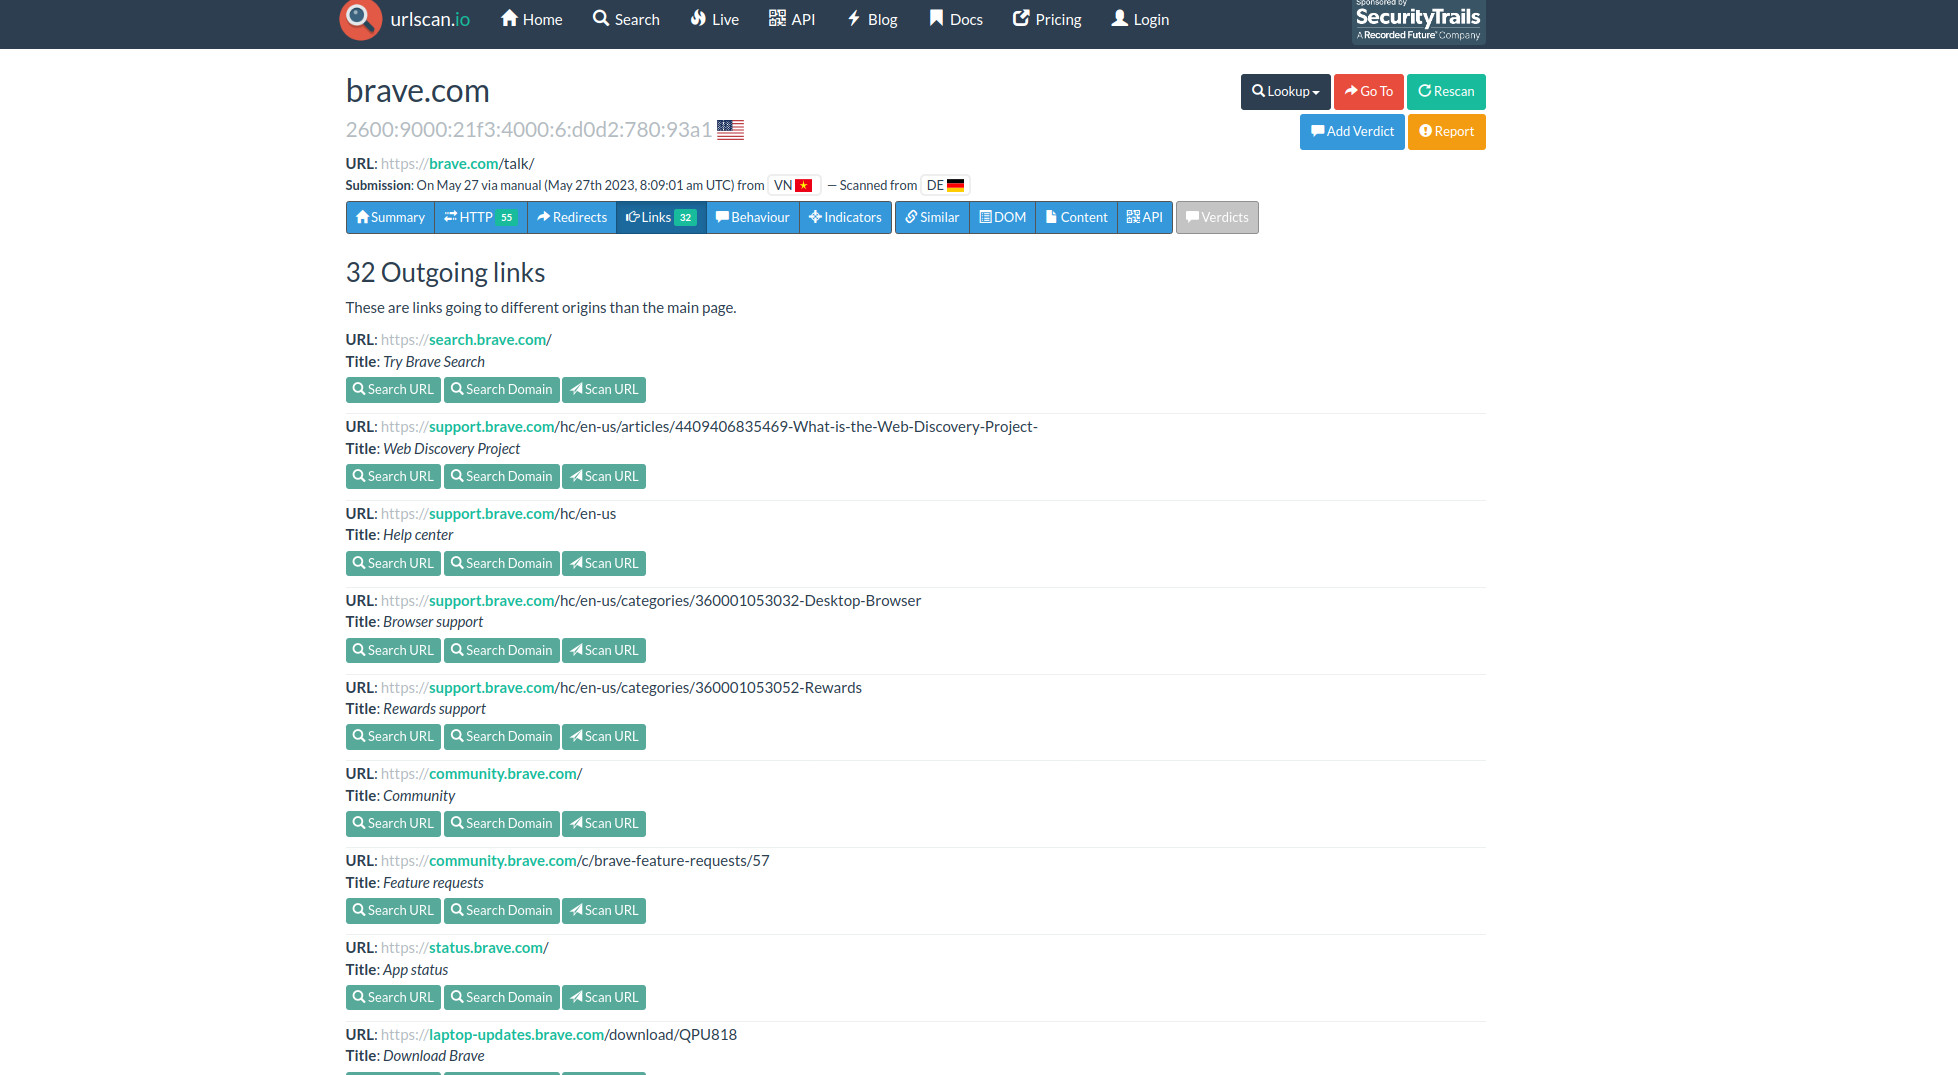 urlscan.io Home Search Live API Blog Docs Pricing Login
Sponsored by
SecurityTrails
A Recorded Future® Company
brave.com
Lookup Go To Rescan
2600:9000:21f3:4000:6:d0d2:780:93a1
Add Verdict Report
URL: https://brave.com/talk/
Submission: On May 27 via manual (May 27th 2023, 8:09:01 am UTC) from VN — Scanned from DE
Summary HTTP 55 Redirects Links 32 Behaviour Indicators Similar DOM Content API Verdicts
32 Outgoing links
These are links going to different origins than the main page.
URL: https://search.brave.com/
Title: Try Brave Search
Search URL Search Domain Scan URL
URL: https://support.brave.com/hc/en-us/articles/4409406835469-What-is-the-Web-Discovery-Project-
Title: Web Discovery Project
Search URL Search Domain Scan URL
URL: https://support.brave.com/hc/en-us
Title: Help center
Search URL Search Domain Scan URL
URL: https://support.brave.com/hc/en-us/categories/360001053032-Desktop-Browser
Title: Browser support
Search URL Search Domain Scan URL
URL: https://support.brave.com/hc/en-us/categories/360001053052-Rewards
Title: Rewards support
Search URL Search Domain Scan URL
URL: https://community.brave.com/
Title: Community
Search URL Search Domain Scan URL
URL: https://community.brave.com/c/brave-feature-requests/57
Title: Feature requests
Search URL Search Domain Scan URL
URL: https://status.brave.com/
Title: App status
Search URL Search Domain Scan URL
URL: https://laptop-updates.brave.com/download/QPU818
Title: Download Brave